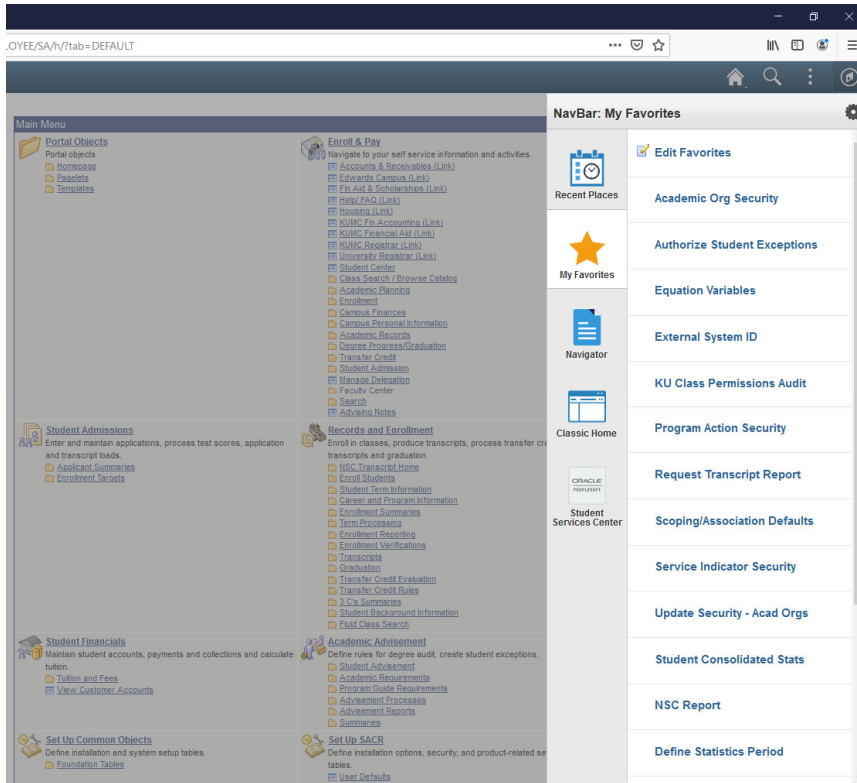 .OYEE/SA/h/?tab=DEFAULT
NavBar: My Favorites
Main Menu
Portal Objects
Portal objects
Homepage
Pagelets
Templates
Enroll & Pay
Navigate to your self service information and activities.
Accounts & Receivables (Link)
Edwards Campus (Link)
Fin Aid & Scholarships (Link)
Help/ FAQ (Link)
Housing (Link)
KUMC Fin Accounting (Link)
KUMC Financial Aid (Link)
KUMC Registrar (Link)
University Registrar (Link)
Student Center
Class Search / Browse Catalog
Academic Planning
Enrollment
Campus Finances
Campus Personal Information
Academic Records
Degree Progress/Graduation
Transfer Credit
Student Admission
Manage Delegation
Faculty Center
Search
Advising Notes
Student Admissions
Enter and maintain applications, process test scores, application
and transcript loads.
Applicant Summaries
Enrollment Targets
Records and Enrollment
Enroll in classes, produce transcripts, process transfer cre
transcripts and graduation.
NSC Transcript Home
Enroll Students
Student Term Information
Career and Program Information
Enrollment Summaries
Term Processing
Enrollment Reporting
Enrollment Verifications
Transcripts
Graduation
Transfer Credit Evaluation
Transfer Credit Rules
3 C's Summaries
Student Background Information
Fluid Class Search
Student Financials
Maintain student accounts, payments and collections and calculate
tuition.
Tuition and Fees
View Customer Accounts
Academic Advisement
Define rules for degree audit, create student exceptions.
Student Advisement
Academic Requirements
Program Guide Requirements
Advisement Processes
Advisement Reports
Summaries
Set Up Common Objects
Define installation and system setup tables.
Foundation Tables
Set Up SACR
Define installation options, security, and product-related se
tables.
User Defaults
Recent Places
My Favorites
Navigator
Classic Home
ORACLE
PEOPLESOFT
Student
Services Center
Edit Favorites
Academic Org Security
Authorize Student Exceptions
Equation Variables
External System ID
KU Class Permissions Audit
Program Action Security
Request Transcript Report
Scoping/Association Defaults
Service Indicator Security
Update Security - Acad Orgs
Student Consolidated Stats
NSC Report
Define Statistics Period